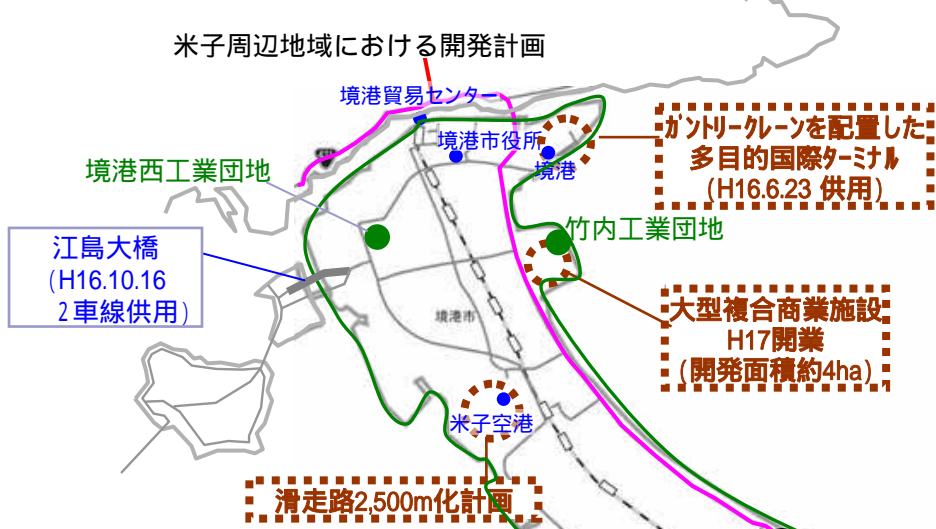 米子周辺地域における開発計画
境港貿易センター
境港市役所
境港
ガントリークレーンを配置した
多目的国際ターミナル
(H16.6.23 供用)
境港西工業団地
竹内工業団地
江島大橋
(H16.10.16
2車線供用)
大型複合商業施設
H17開業
(開発面積約4ha)
境港市
米子空港
滑走路2,500m化計画